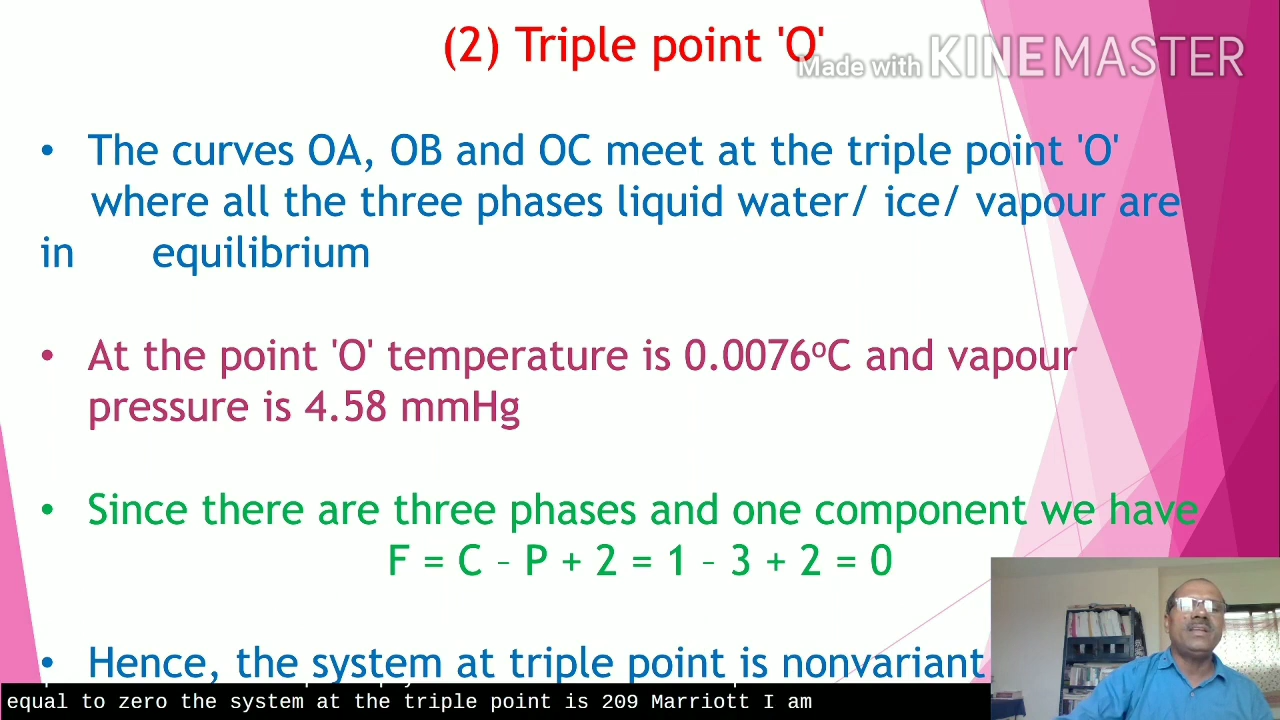 (2) Triple point 'O'
Made with KINEMASTER
• The curves OA, OB and OC meet at the triple point 'O'
where all the three phases liquid water/ ice/ vapour are
in equilibrium
• At the point 'O' temperature is 0.0076ºC and vapour
pressure is 4.58 mmHg
• Since there are three phases and one component we have
F = C – P + 2 = 1 – 3 + 2 = 0
• Hence, the system at triple point is nonvariant
equal to zero the system at the triple point is 209 Marriott I am